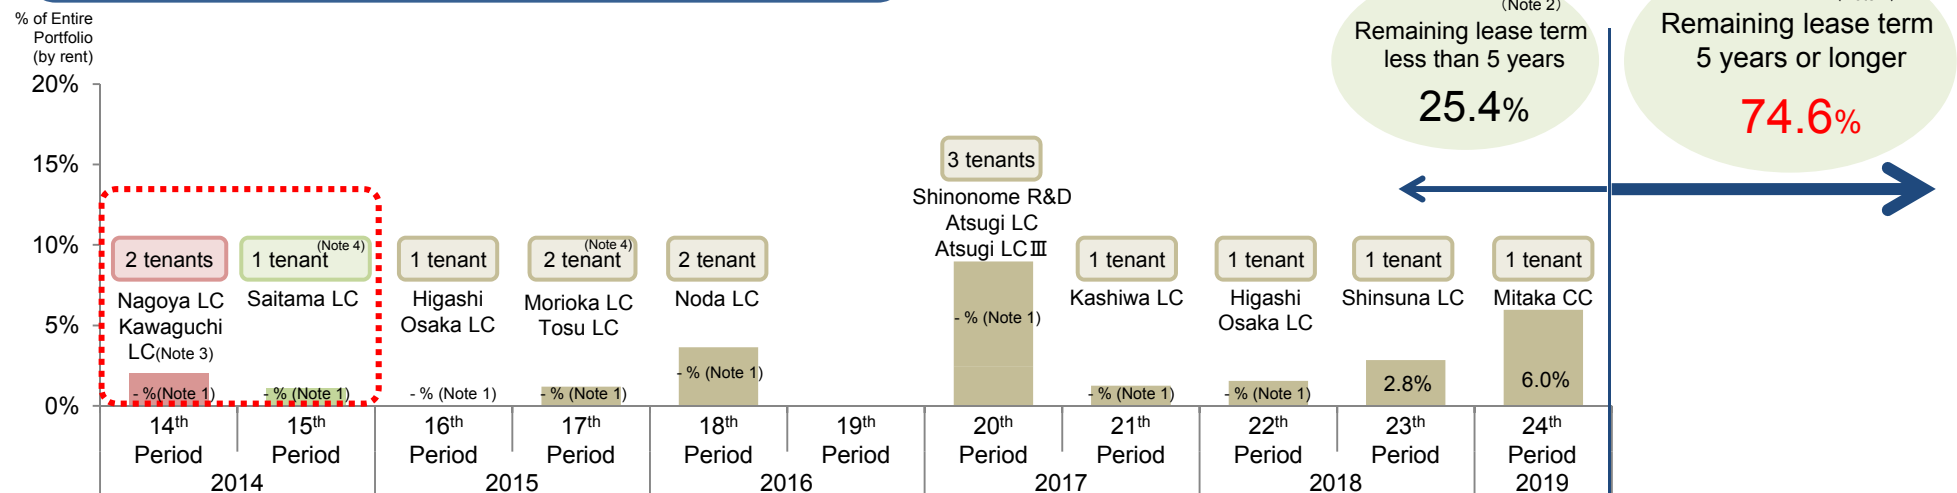 % of Entire
Portfolio
(by rent)
20%
15%
10%
5%
0%
(Note 2)
Remaining lease term
less than 5 years
25.4%
Remaining lease term
5 years or longer
74.6%
2 tenants
Nagoya LC
Kawaguchi
LC(Note 3)
- %(Note 1)
(Note 4)
1 tenant
Saitama LC
- % (Note 1)
1 tenant
Higashi
Osaka LC
- % (Note 1)
(Note 4)
2 tenant
Morioka LC
Tosu LC
- % (Note 1)
2 tenant
Noda LC
- % (Note 1)
3 tenants
Shinonome R&D
Atsugi LC
Atsugi LCⅢ
- % (Note 1)
1 tenant
Kashiwa LC
- % (Note 1)
1 tenant
Higashi
Osaka LC
- % (Note 1)
1 tenant
Shinsuna LC
2.8%
1 tenant
Mitaka CC
6.0%
14th
Period
15th
Period
16th
Period
17th
Period
18th
Period
19th
Period
20th
Period
21th
Period
22th
Period
23th
Period
24th
Period
2014
2015
2016
2017
2018
2019